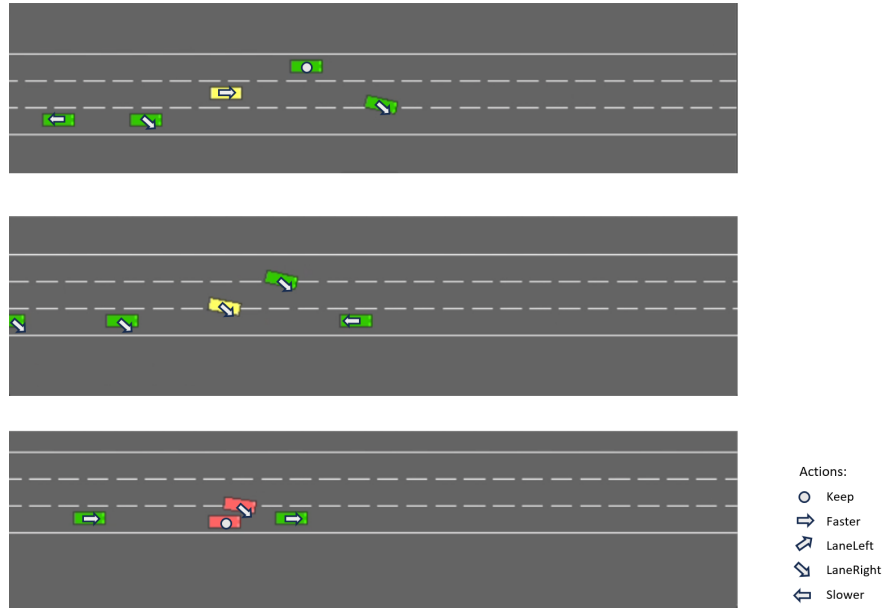 Actions:
Keep
Faster
LaneLeft
LaneRight
Slower